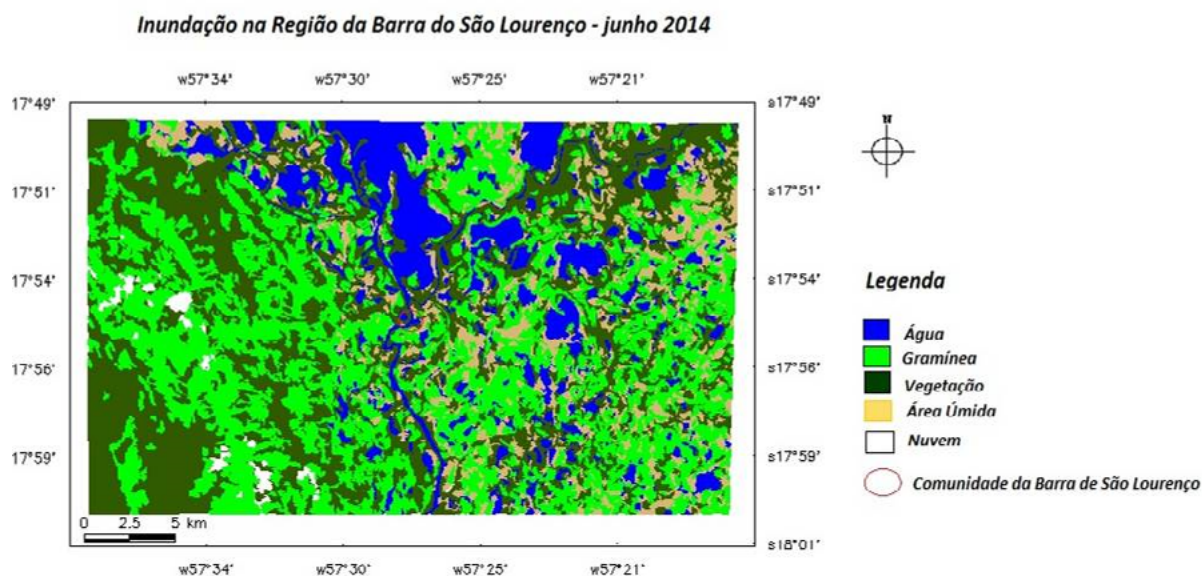 Inundação na Região da Barra do São Lourenço - junho 2014
w57°34' w57°30' w57°25' w57°21'
17°49' s17°49'
N
17°51' s17°51'
17°54' s17°54'
Legenda
Água
Gramínea
17°56' s17°56'
Vegetação
Área Úmida
Nuvem
17°59' s17°59'
Comunidade da Barra de São Lourenço
0 2.5 5 km
s18°01'
w57°34' w57°30' w57°25' w57°21'